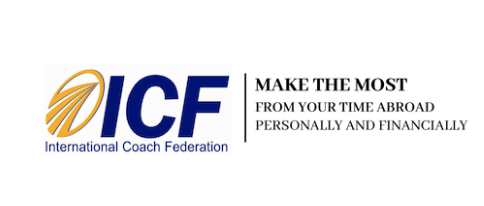 ICF
International Coach Federation
MAKE THE MOST
FROM YOUR TIME ABROAD
PERSONALLY AND FINANCIALLY